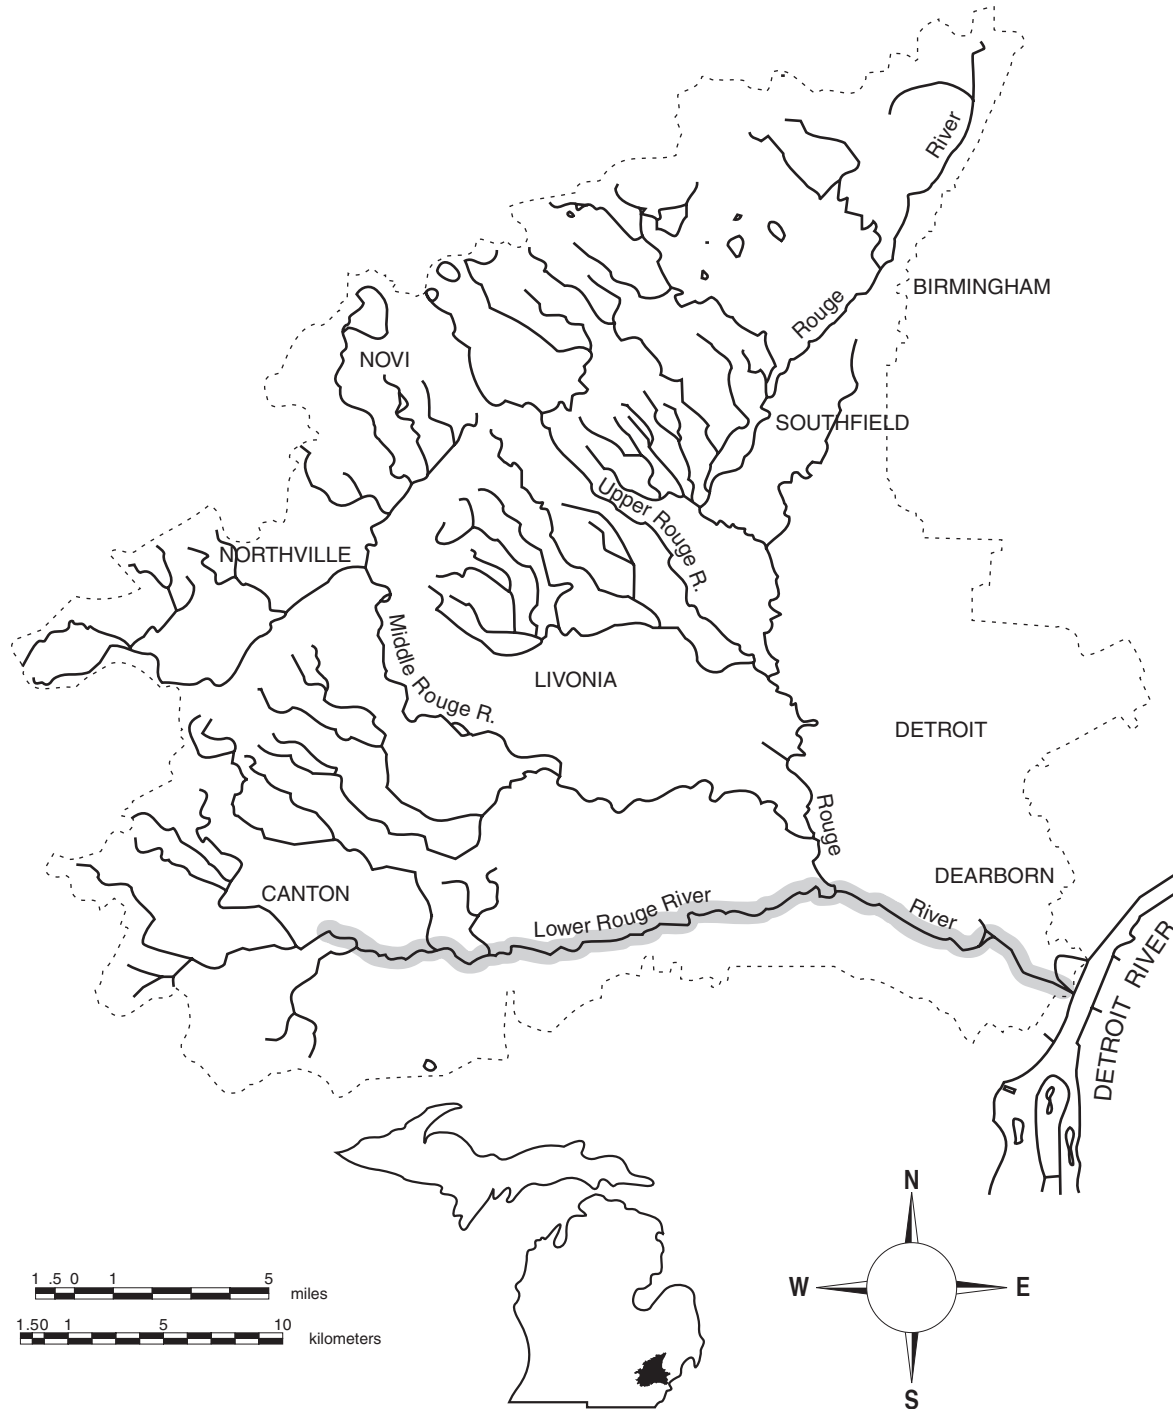 River
BIRMINGHAM
Rouge
NOVI
SOUTHFIELD
Upper Rouge R.
NORTHVILLE
Middle Rouge R.
LIVONIA
DETROIT
Rouge
DEARBORN
CANTON
Lower Rouge River
River
DETROIT RIVER
N
W E
S
1 .5 0 1 5
miles
1 .5 0 1 5 10
kilometers